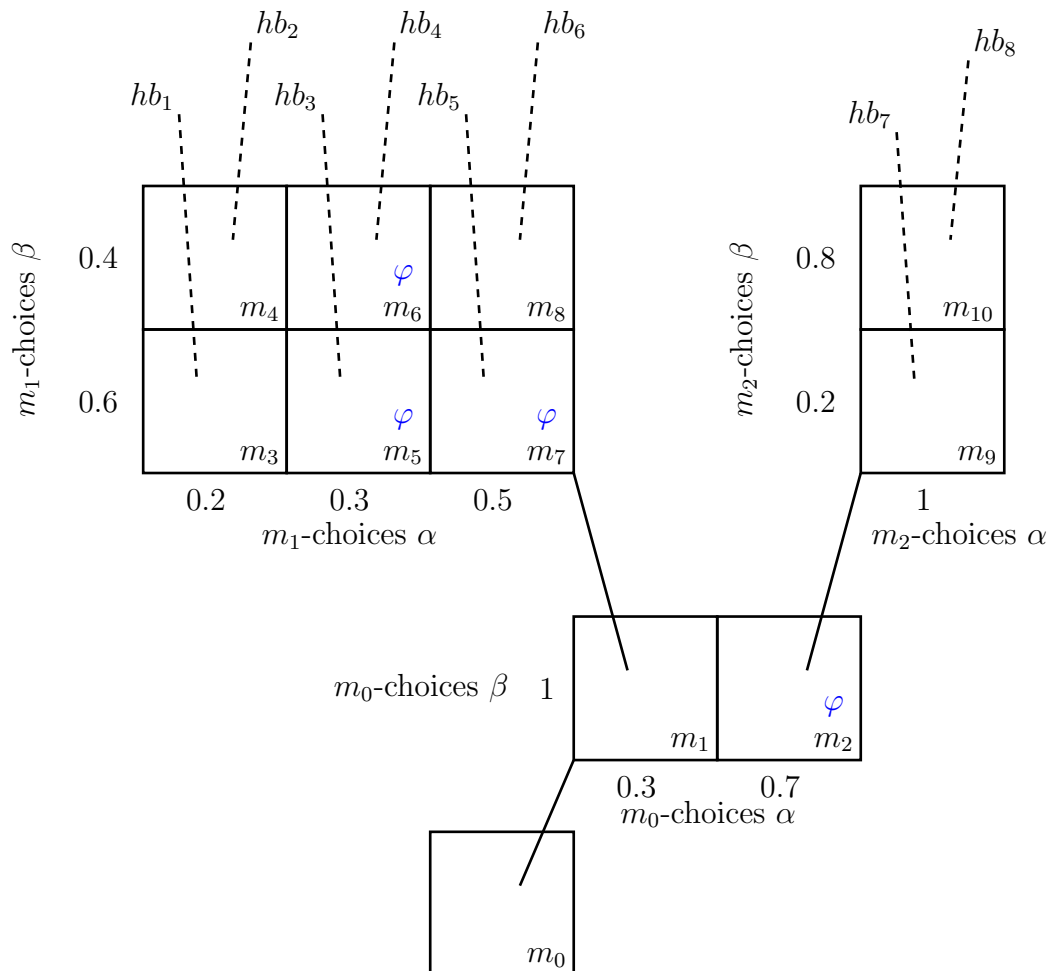 hb₂ hb₄ hb₆
hb₈
hb₁ hb₃ hb₅
hb₇
m₁-choices β
0.4
φ
m₄ m₆ m₈
0.6
φ φ
m₃ m₅ m₇
0.2 0.3 0.5
m₁-choices α
m₂-choices β
0.8
m₁₀
0.2
m₉
1
m₂-choices α
m₀-choices β 1
φ
m₁ m₂
0.3 0.7
m₀-choices α
m₀